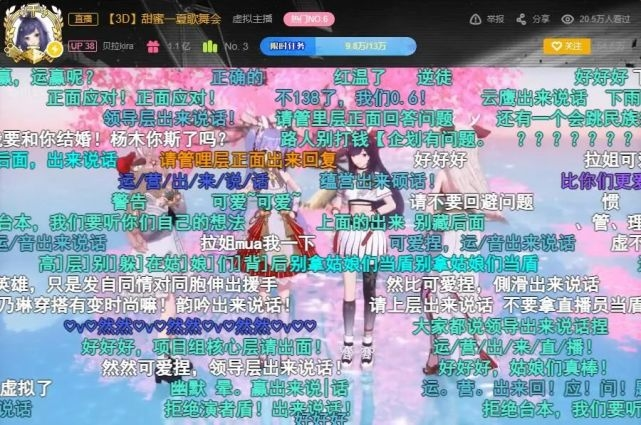 直播 【3D】甜蜜一夏歌舞会 虚拟主播 热门NO.6 举报 分享 20.5万人看过
UP 38 贝拉kira 1.1亿 No. 3 限时任务 9.8万/13万 关注
赢，运赢呢？ 正确的！ 红温了 逆徒 好好好
正面应对！正面应对！ 不138了，我们0.6！ 云鹰出来说话 下雨
领导层出来说话！ 请管里层正面回答问题 还有一个会跳民族
要和你结婚！杨木你斯了吗？ 路人别打钱【企划有问题。 ？？？？？？？
后面，出来说话 请管哩层正面出来回复 好好好 拉姐可
运/营/出/来/说/话 蕴营出来硕话！ 比你们更
警告 可爱~可爱~ 请不要回避问题 惯
台本，我们要听你们自己的想法 上面的出来 别藏后面 、管、理
运/音出来说话 拉姐mua我一下 可爱捏，运/音出来说话 虚不
高]层]别]躲]在]姑]娘]们]背]后 别拿姑娘们当盾 别拿姑娘们当盾
英雄，只是发自同情对同胞伸出援手 然比可爱捏，侧滑出来说话
乃琳穿搭有变时尚嘛！韵吟出来说话！ 请上层出来说话 不要拿直播员当
♡v♡然然♡v♡然然♡v♡然然♡v♡♡ 大家都说领导出来说话捏
好好好，项目组核心层请出面！ 运/营/出/来/直/播！
然然可爱捏，领导层出来说话！ 好好好，姑娘们真棒！
虚拟了 幽默 晕。赢出来说|话 运。营。出来回！应！问！
出来说话 拒绝演者盾！出来说话！ 拒绝台本，我们要听
好好好